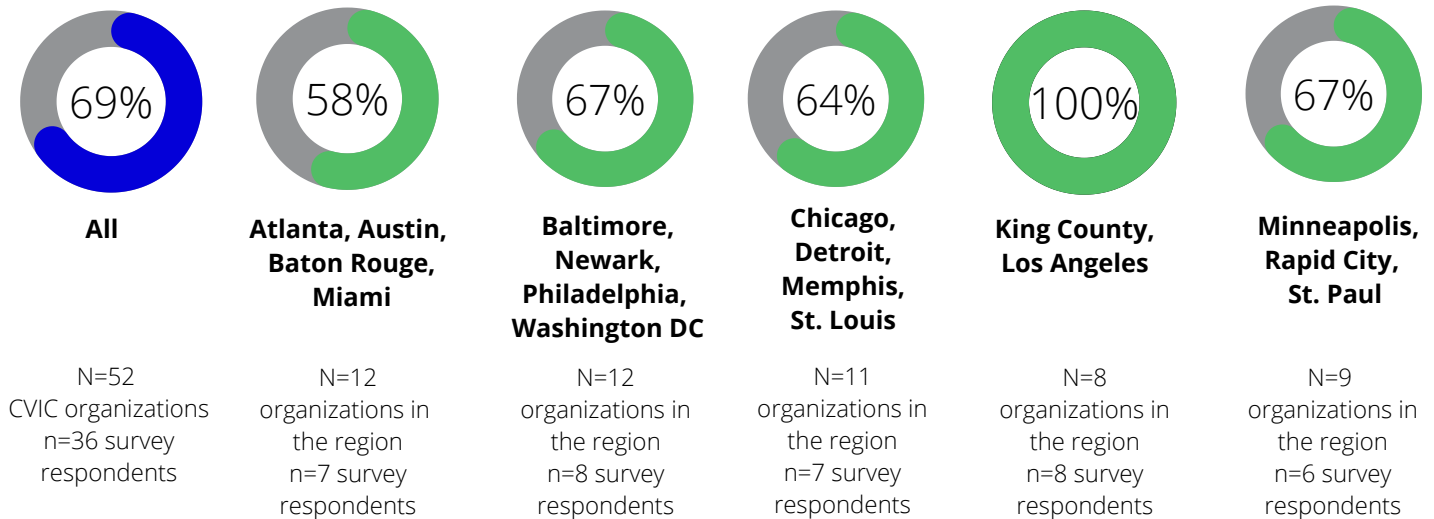 69%
All
N=52
CVIC organizations
n=36 survey
respondents
58%
Atlanta, Austin,
Baton Rouge,
Miami
N=12
organizations in
the region
n=7 survey
respondents
67%
Baltimore,
Newark,
Philadelphia,
Washington DC
N=12
organizations in
the region
n=8 survey
respondents
64%
Chicago,
Detroit,
Memphis,
St. Louis
N=11
organizations in
the region
n=7 survey
respondents
100%
King County,
Los Angeles
N=8
organizations in
the region
n=8 survey
respondents
67%
Minneapolis,
Rapid City,
St. Paul
N=9
organizations in
the region
n=6 survey
respondents